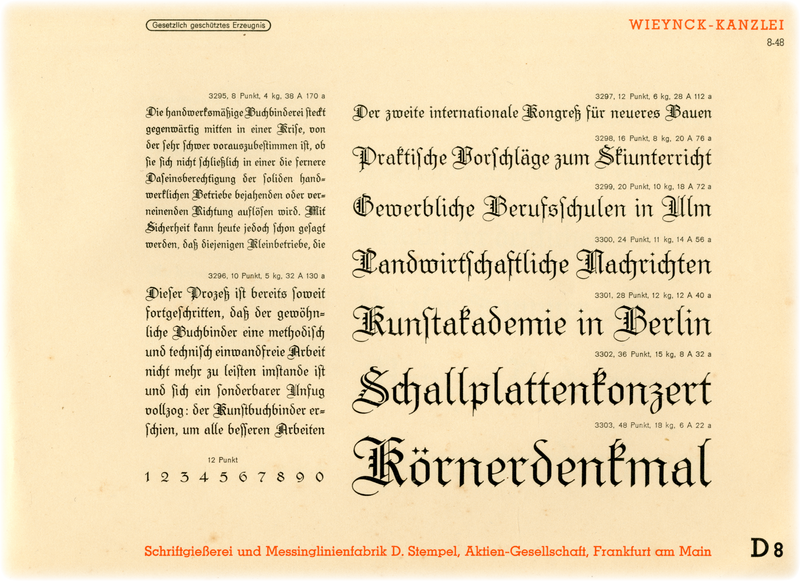 Gesetzlich geschütztes Erzeugnis
WIEYNCK-KANZLEI
8-48
3295, 8 Punkt, 4 kg, 38 A 170 a
Die handwerksmäßige Buchbinderei steckt
gegenwärtig mitten in einer Krise, von
der sehr schwer vorauszubestimmen ist, ob
sie sich nicht schließlich in einer die fernere
Daseinsberechtigung der soliden hand-
werklichen Betriebe bejahenden oder ver-
neinenden Richtung auflösen wird. Mit
Sicherheit kann heute jedoch schon gesagt
werden, daß diejenigen Kleinbetriebe, die
3296, 10 Punkt, 5 kg, 32 A 130 a
Dieser Prozeß ist bereits soweit
fortgeschritten, daß der gewöhn-
liche Buchbinder eine methodisch
und technisch einwandfreie Arbeit
nicht mehr zu leisten imstande ist
und sich ein sonderbarer Unfug
vollzog: der Kunstbuchbinder er-
schien, um alle besseren Arbeiten
12 Punkt
1 2 3 4 5 6 7 8 9 0
3297, 12 Punkt, 6 kg, 28 A 112 a
Der zweite internationale Kongreß für neueres Bauen
3298, 16 Punkt, 8 kg, 20 A 76 a
Praktische Vorschläge zum Skiunterricht
3299, 20 Punkt, 10 kg, 18 A 72 a
Gewerbliche Berufsschulen in Ulm
3300, 24 Punkt, 11 kg, 14 A 56 a
Landwirtschaftliche Nachrichten
3301, 28 Punkt, 12 kg, 12 A 40 a
Kunstakademie in Berlin
3302, 36 Punkt, 15 kg, 8 A 32 a
Schallplattenkonzert
3303, 48 Punkt, 18 kg, 6 A 22 a
Körnerdenkmal
Schriftgießerei und Messinglinienfabrik D. Stempel, Aktien-Gesellschaft, Frankfurt am Main
D 8